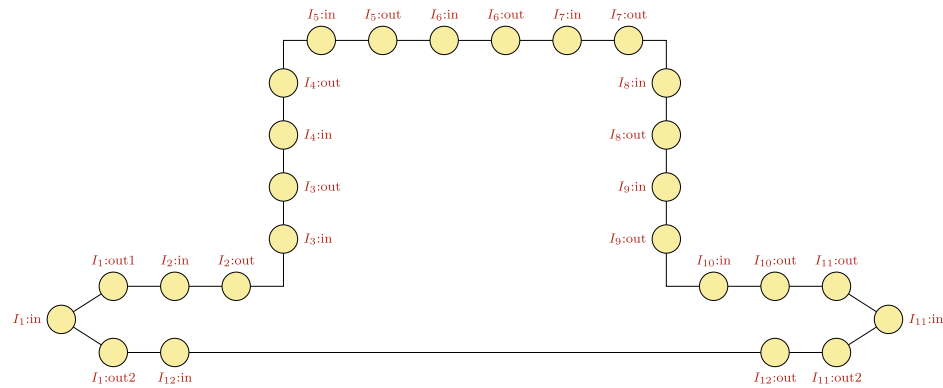 I₅:in I₅:out I₆:in I₆:out I₇:in I₇:out
I₄:out I₈:in
I₄:in I₈:out
I₃:out I₉:in
I₃:in I₉:out
I₁:out1 I₂:in I₂:out I₁₀:in I₁₀:out I₁₁:out
I₁:in I₁₁:in
I₁:out2 I₁₂:in I₁₂:out I₁₁:out2